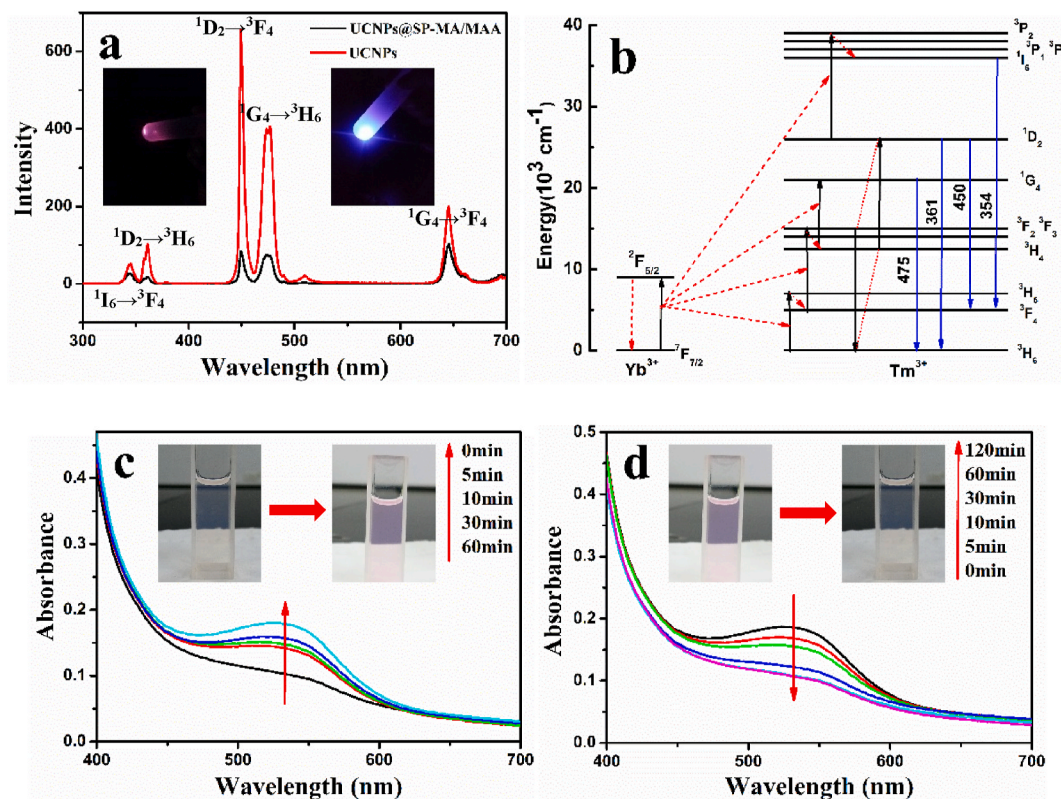 a
¹D₂→³F₄
UCNPs@SP-MA/MAA
UCNPs
¹G₄→³H₆
¹D₂→³H₆
¹I₆→³F₄
¹G₄→³F₄
600
400
200
0
Intensity
300
400
500
600
700
Wavelength (nm)
b
40
30
20
10
0
Energy(10³ cm⁻¹)
²F₅/₂
⁷F₇/₂
Yb³⁺
³P₂
³P₁ ³P
¹I₆
¹D₂
¹G₄
³F₂ ³F₃
³H₄
³H₅
³F₄
³H₆
475
361
450
354
Tm³⁺
c
0min
5min
10min
30min
60min
0.4
0.3
0.2
0.1
0.0
Absorbance
400
500
600
700
Wavelength (nm)
d
120min
60min
30min
10min
5min
0min
0.5
0.4
0.3
0.2
0.1
0.0
Absorbance
400
500
600
700
Wavelength (nm)